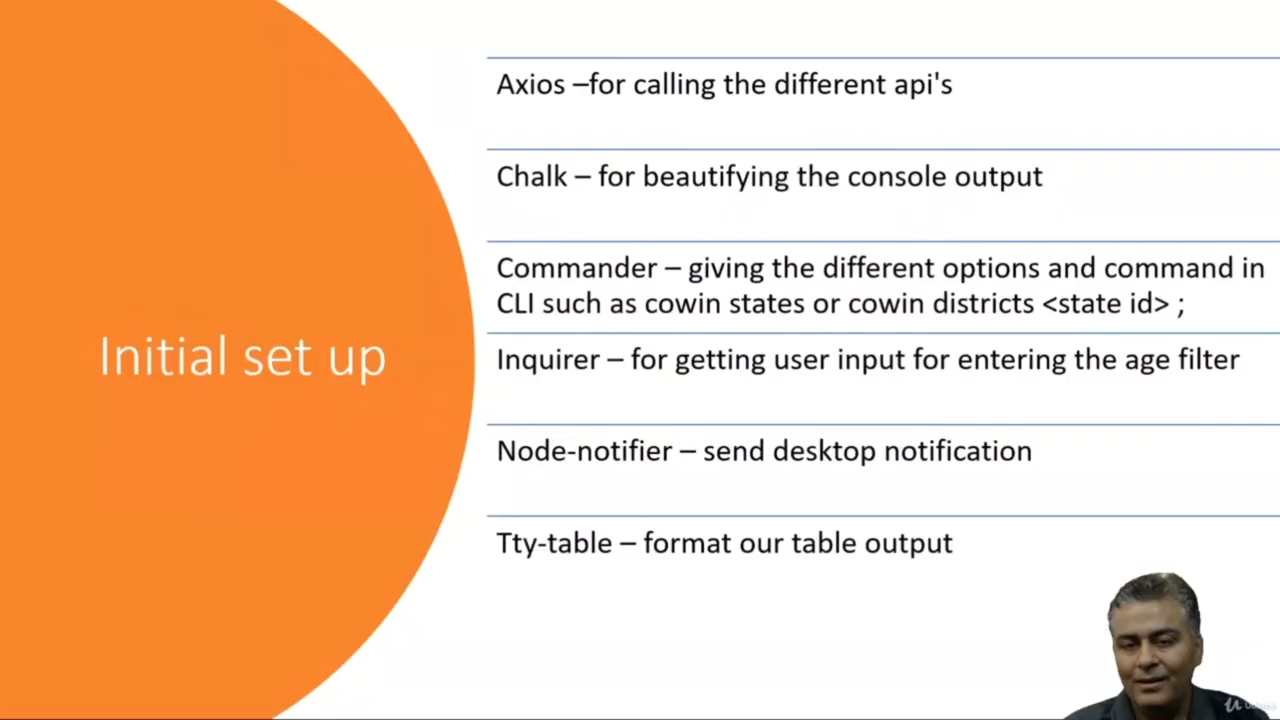 Initial set up
Axios –for calling the different api's
Chalk – for beautifying the console output
Commander – giving the different options and command in
CLI such as cowin states or cowin districts <state id> ;
Inquirer – for getting user input for entering the age filter
Node-notifier – send desktop notification
Tty-table – format our table output